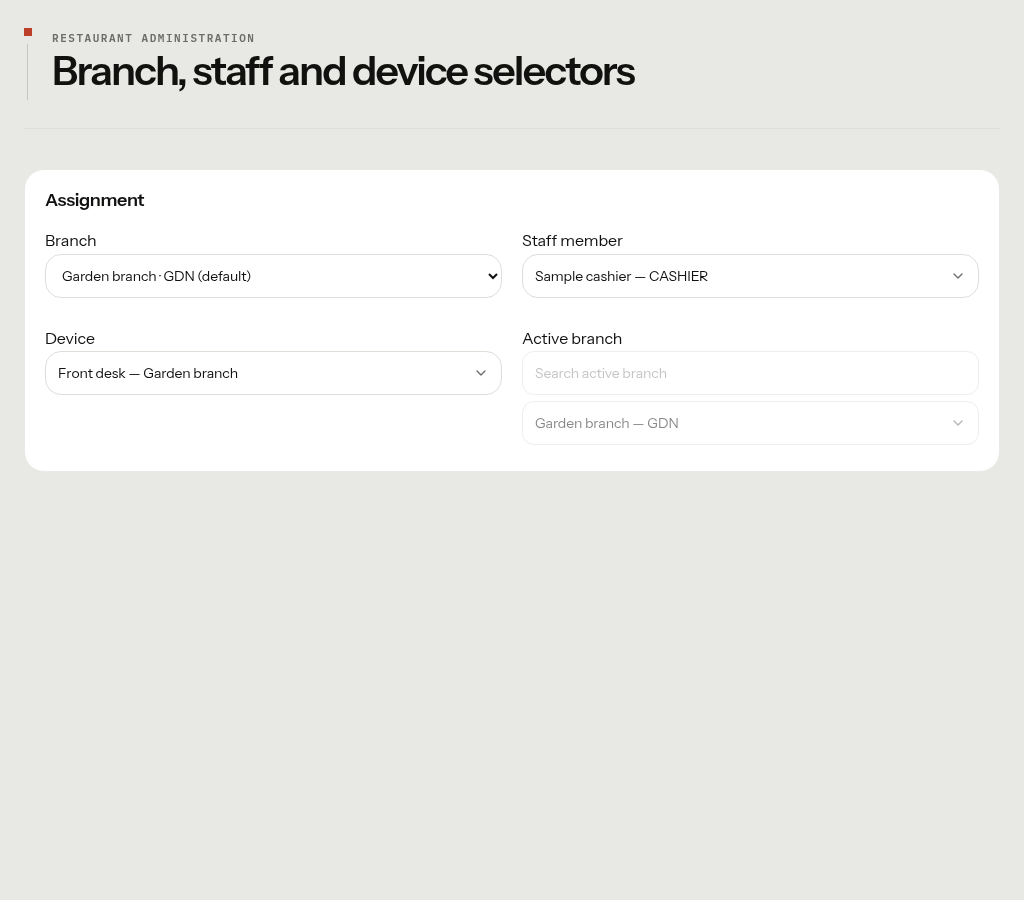 RESTAURANT ADMINISTRATION
Branch, staff and device selectors
Assignment
Branch
Garden branch · GDN (default)
Staff member
Sample cashier — CASHIER
Device
Front desk — Garden branch
Active branch
Search active branch
Garden branch — GDN